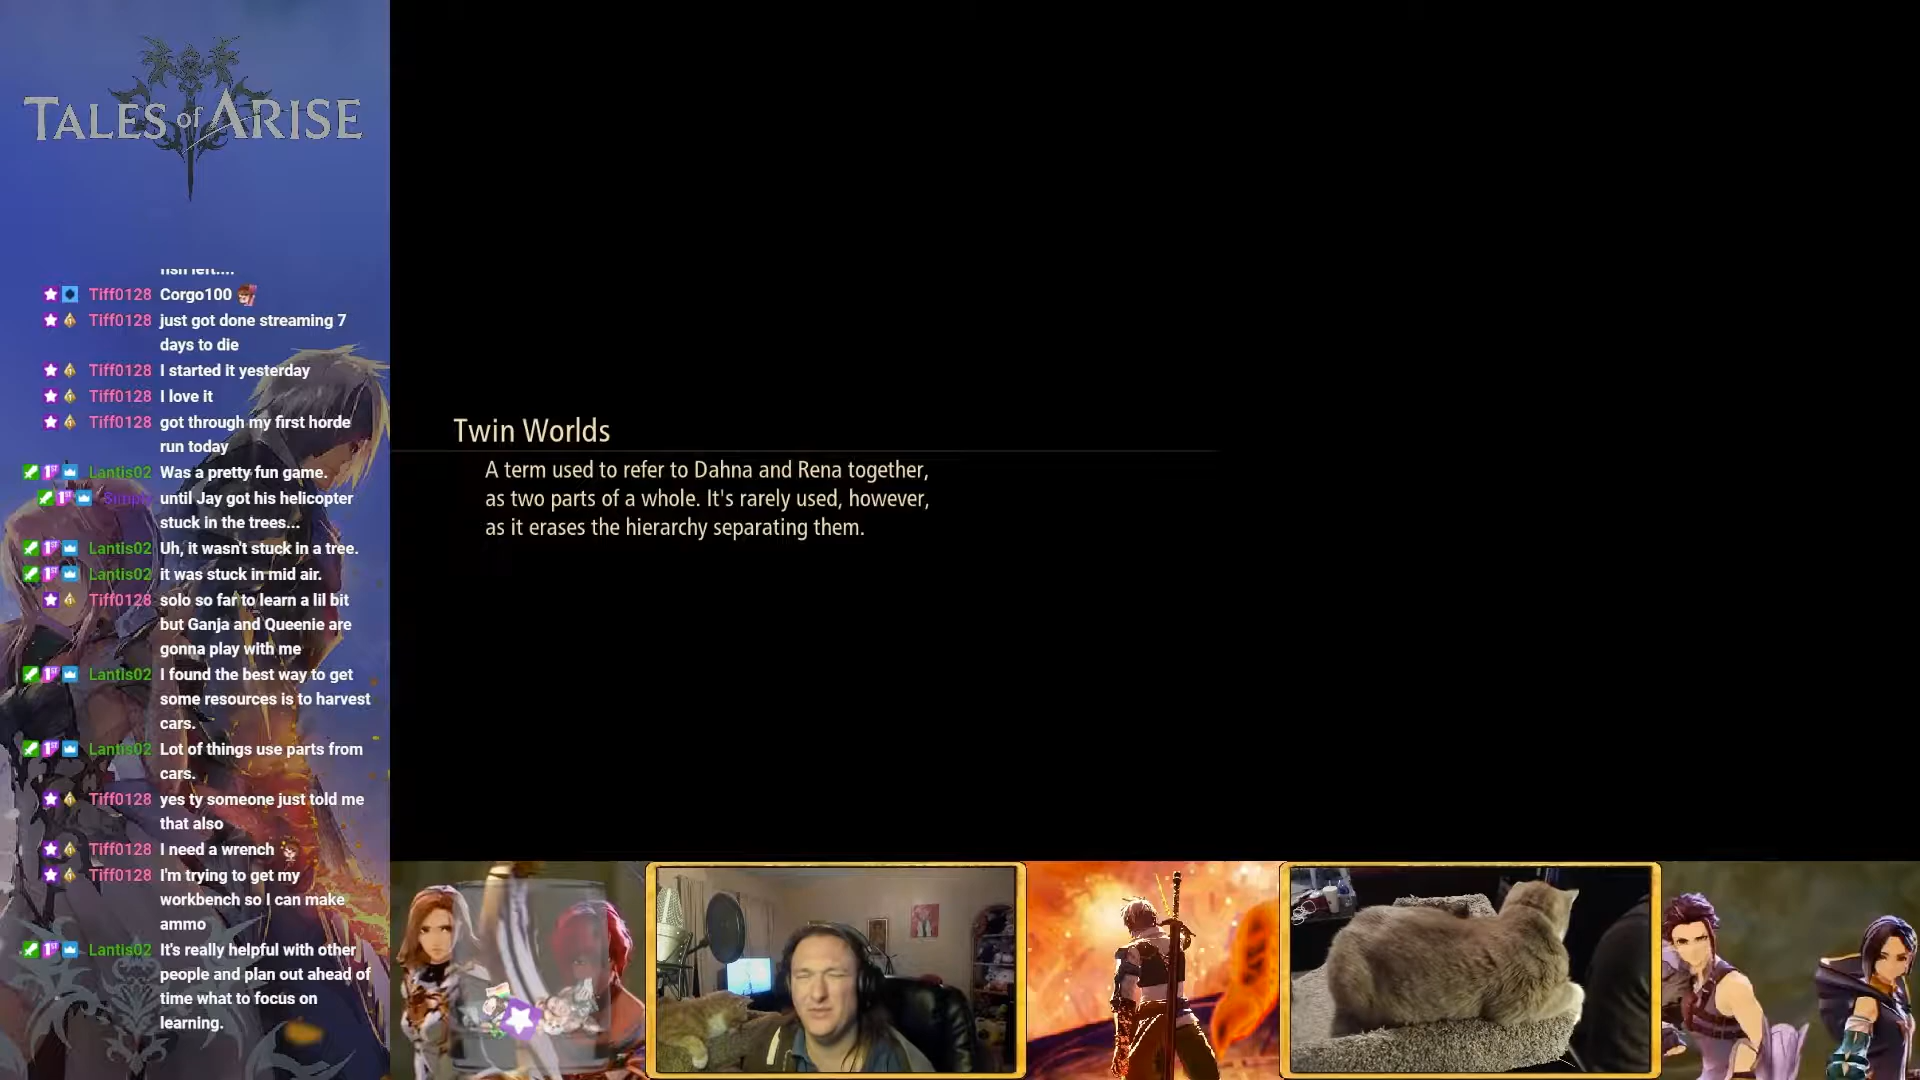 TALES of ARISE
Tiff0128 Corgo100
Tiff0128 just got done streaming 7
days to die
Tiff0128 I started it yesterday
Tiff0128 I love it
Tiff0128 got through my first horde
run today
Lantis02 Was a pretty fun game.
until Jay got his helicopter
stuck in the trees...
Lantis02 Uh, it wasn't stuck in a tree.
Lantis02 it was stuck in mid air.
Tiff0128 solo so far to learn a lil bit
but Ganja and Queenie are
gonna play with me
Lantis02 I found the best way to get
some resources is to harvest
cars.
Lantis02 Lot of things use parts from
cars.
Tiff0128 yes ty someone just told me
that also
Tiff0128 I need a wrench
Tiff0128 I'm trying to get my
workbench so I can make
ammo
Lantis02 It's really helpful with other
people and plan out ahead of
time what to focus on
learning.
Twin Worlds
A term used to refer to Dahna and Rena together,
as two parts of a whole. It's rarely used, however,
as it erases the hierarchy separating them.